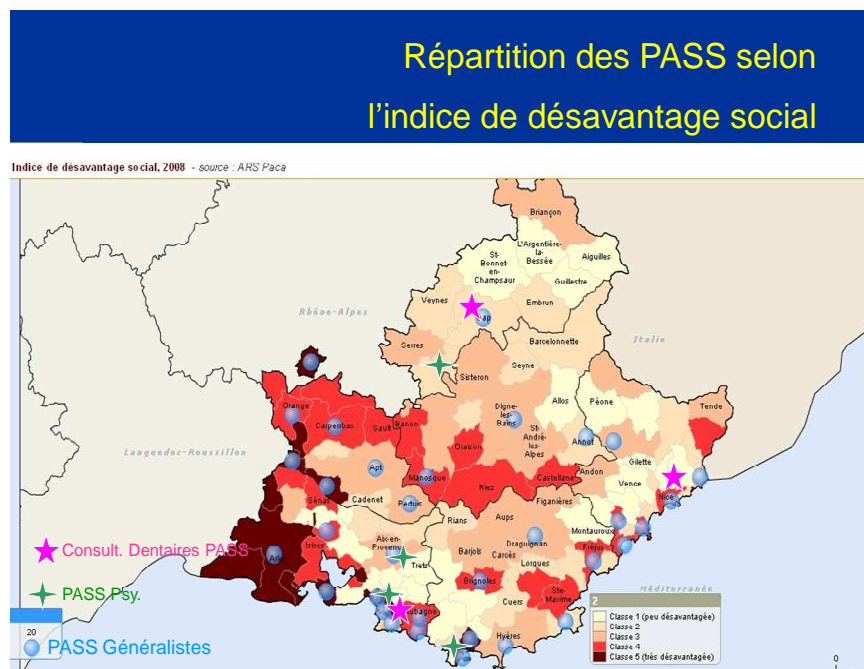 Répartition des PASS selon
l'indice de désavantage social
Indice de désavantage social, 2008 - source : ARS Paca
Briançon
L'Argentière-
la-
Bessée
St-
Bonnet
en-
Champsaur
Aiguilles
Guillestre
Veynes
Embrun
Rhône-Alpes
Barcelonnette
Italie
Serres
Seyne
Sisteron
Allos
Péone
Tende
Orange
Carpentras
Sault
Banon
Digne-
les-
Bains
St-
André-
les-
Alpes
Annot
Oraison
Languedoc-Roussillon
Apt
Manosque
Riez
Castellane
Andon
Gilette
Vence
Nice
Sénas
Cadenet
Pertuis
Figanières
Rians
Aups
Montauroux
Istres
Aix-en-
Provence
Trets
Barjols
Carcès
Draguignan
Lorgues
Fréjus
Consult. Dentaires PASS
Brignoles
Ste-
Maxime
PASS Psy.
Cuers
Méditerranée
Hyères
20
PASS Généralistes
2
Classe 1 (peu désavantagée)
Classe 2
Classe 3
Classe 4
Classe 5 (très désavantagée)
0